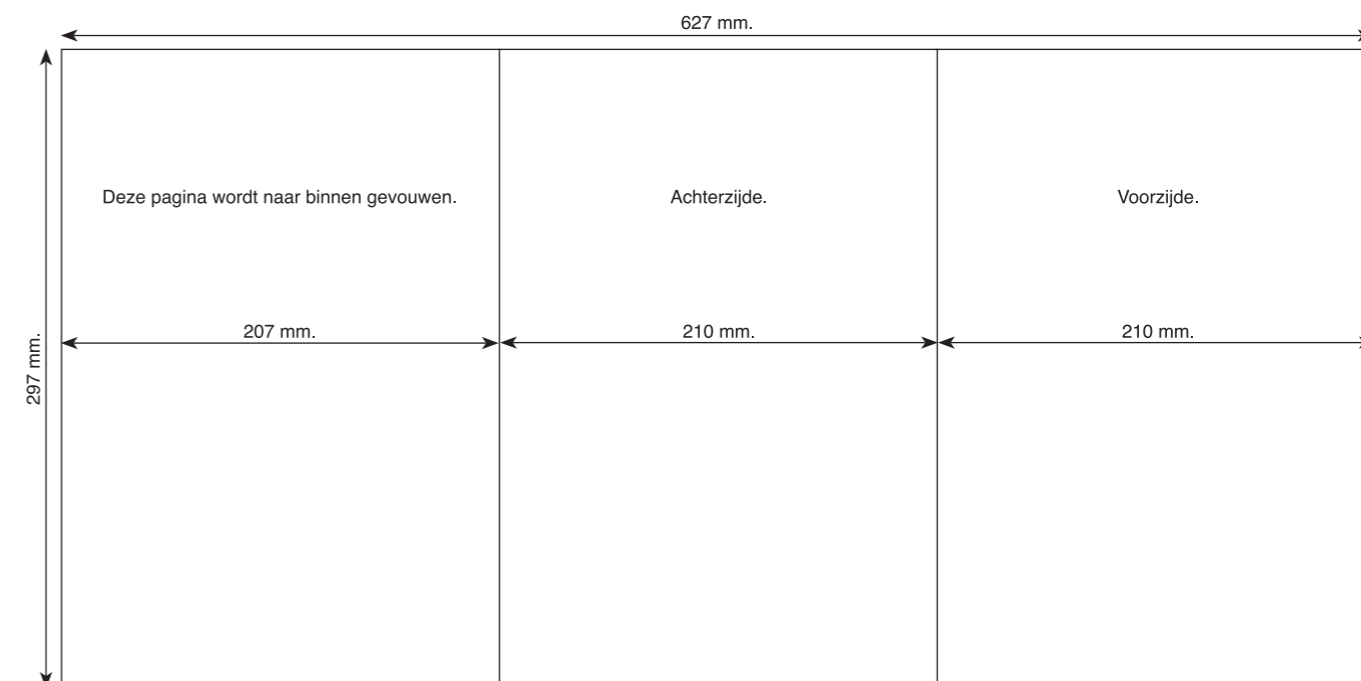 627 mm.
Deze pagina wordt naar binnen gevouwen.
Achterzijde.
Voorzijde.
207 mm.
210 mm.
210 mm.
297 mm.